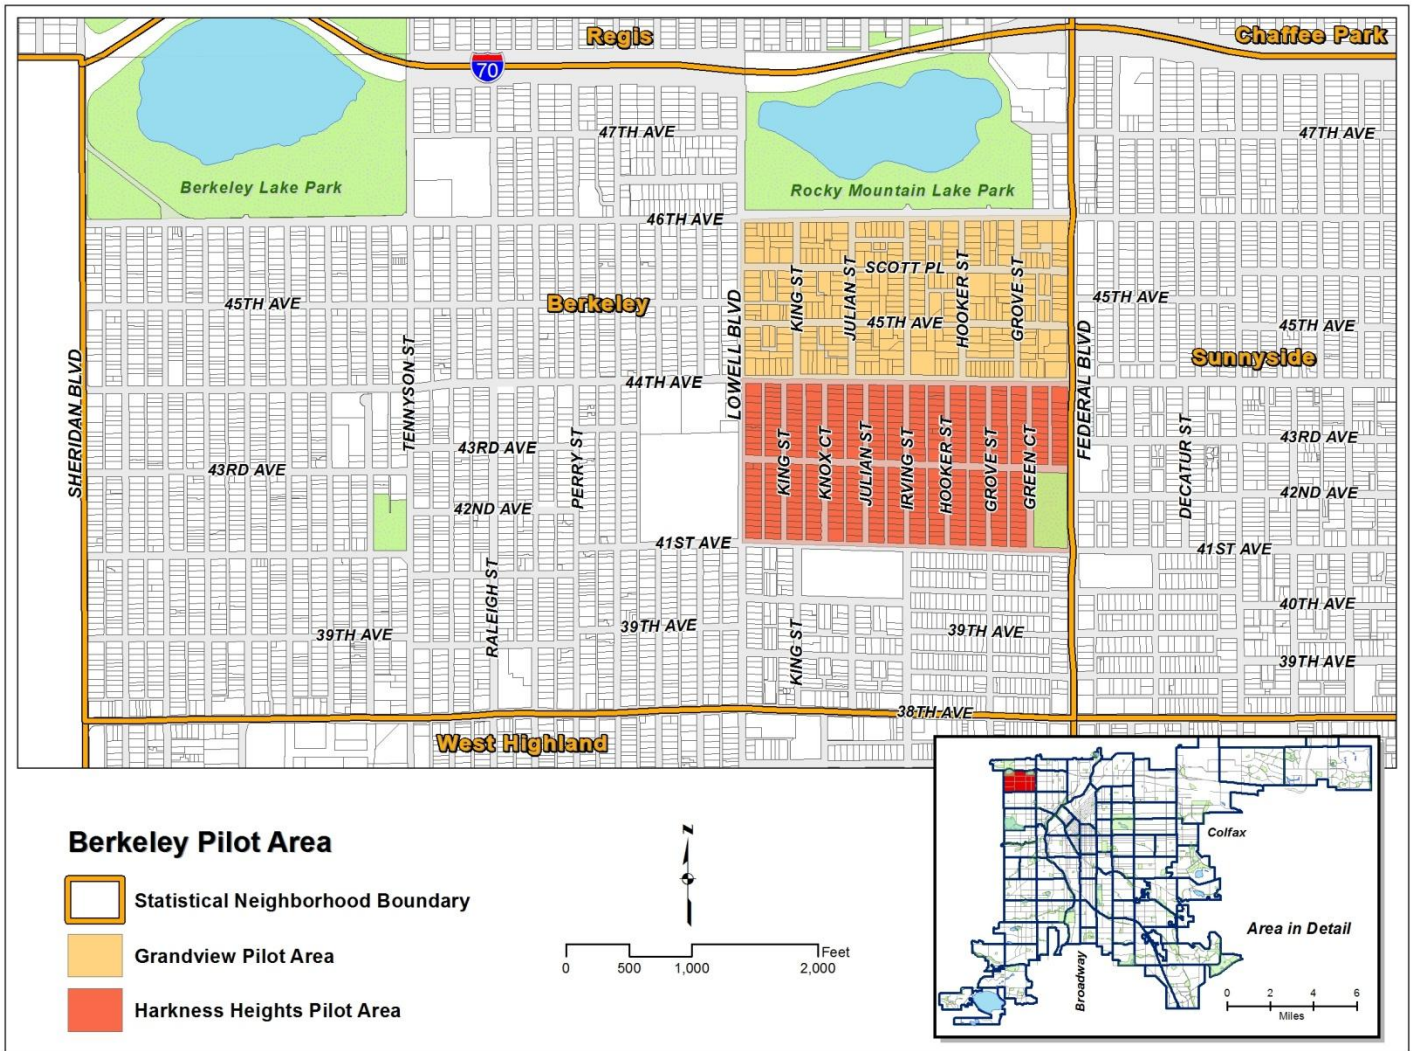 Regis
Chaffee Park
70
47TH AVE
47TH AVE
Berkeley Lake Park
Rocky Mountain Lake Park
46TH AVE
SCOTT PL
KING ST
JULIAN ST
HOOKER ST
GROVE ST
45TH AVE
Berkeley
LOWELL BLVD
45TH AVE
45TH AVE
45TH AVE
SHERIDAN BLVD
TENNYSON ST
44TH AVE
FEDERAL BLVD
Sunnyside
43RD AVE
43RD AVE
PERRY ST
KING ST
KNOX CT
JULIAN ST
IRVING ST
HOOKER ST
GROVE ST
GREEN CT
DECATUR ST
43RD AVE
42ND AVE
42ND AVE
41ST AVE
41ST AVE
RALEIGH ST
40TH AVE
39TH AVE
39TH AVE
KING ST
39TH AVE
39TH AVE
38TH AVE
West Highland
Berkeley Pilot Area
Statistical Neighborhood Boundary
Grandview Pilot Area
Harkness Heights Pilot Area
N
Feet
0 500 1,000 2,000
Colfax
Area in Detail
Broadway
0 2 4 6
Miles